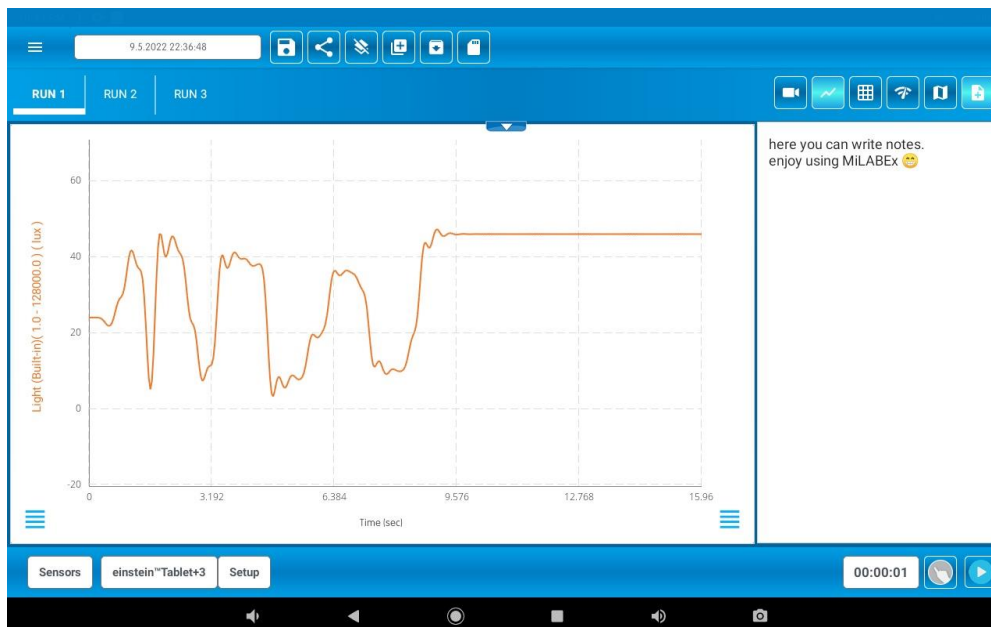 9.5.2022 22:36:48
RUN 1
RUN 2
RUN 3
here you can write notes.
enjoy using MiLABEx 😁
Light (Built-in)( 1.0 - 128000.0 ) ( lux )
60
40
20
0
-20
0
3.192
6.384
9.576
12.768
15.96
Time (sec)
Sensors
einstein™Tablet+3
Setup
00:00:01